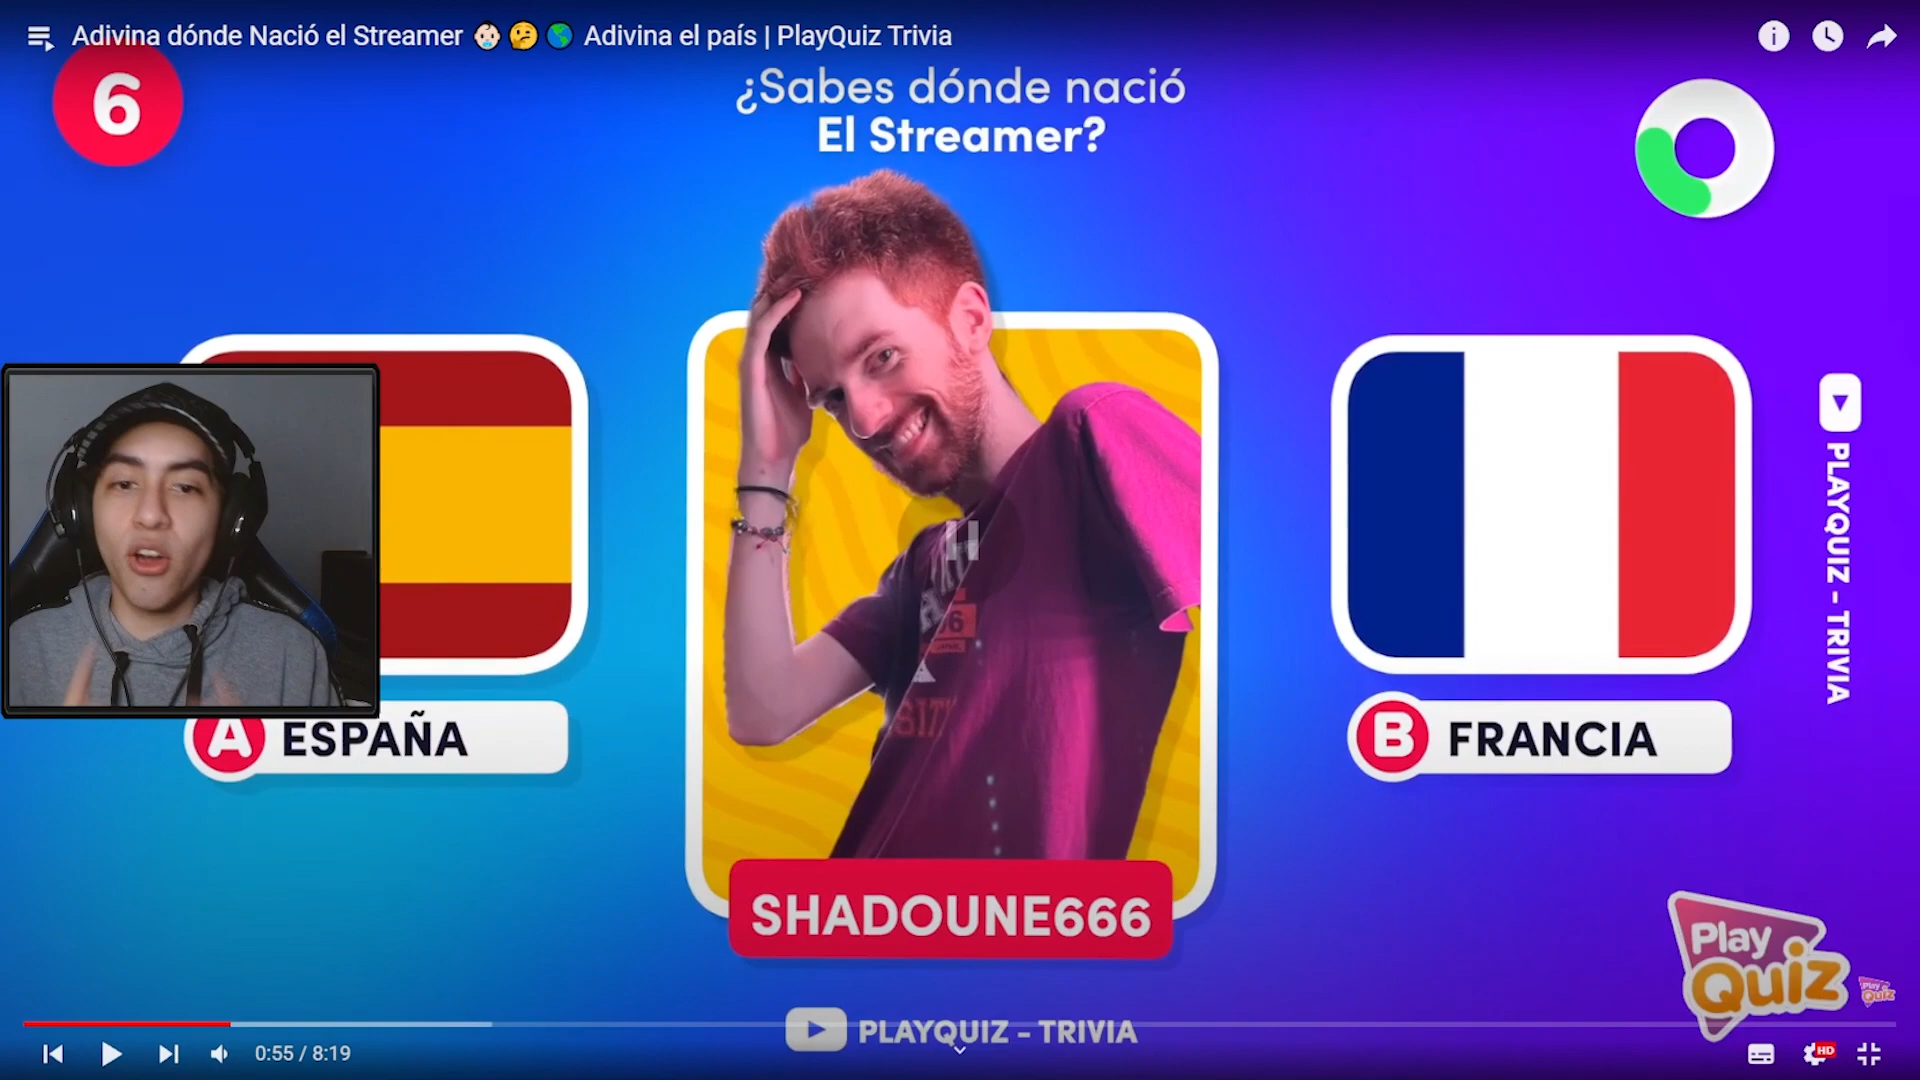 Adivina dónde Nació el Streamer 👶🏻🤔🌎 Adivina el país | PlayQuiz Trivia
6
¿Sabes dónde nació
El Streamer?
A ESPAÑA
B FRANCIA
SHADOUNE666
PLAYQUIZ - TRIVIA
Play
Quiz
PLAYQUIZ - TRIVIA
0:55 / 8:19
HD